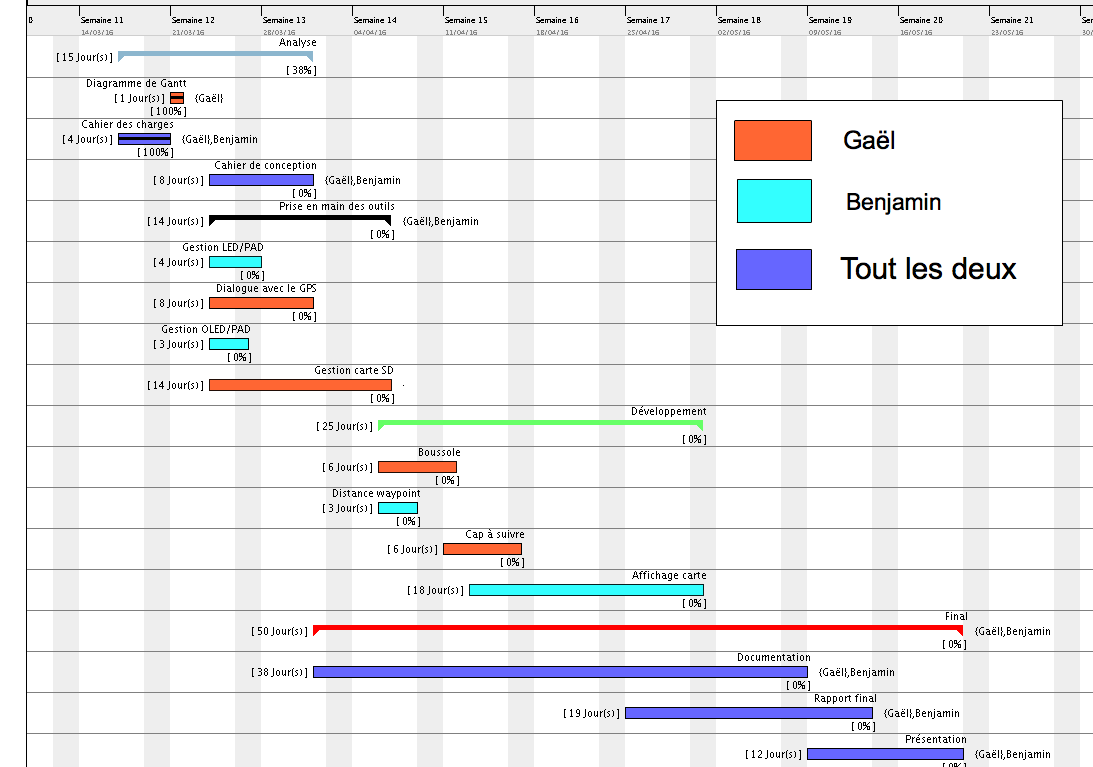 0 Semaine 11 Semaine 12 Semaine 13 Semaine 14 Semaine 15 Semaine 16 Semaine 17 Semaine 18 Semaine 19 Semaine 20 Semaine 21 Sem
14/03/16 21/03/16 28/03/16 04/04/16 11/04/16 18/04/16 25/04/16 02/05/16 09/05/16 16/05/16 23/05/16 30/
Analyse
[ 15 Jour(s) ]
[ 38% ]
Diagramme de Gantt
[ 1 Jour(s) ] {Gaël}
[ 100% ]
Cahier des charges
[ 4 Jour(s) ] {Gaël},Benjamin
[ 100% ]
Cahier de conception
[ 8 Jour(s) ] {Gaël},Benjamin
[ 0% ]
Prise en main des outils
[ 14 Jour(s) ] {Gaël},Benjamin
[ 0% ]
Gestion LED/PAD
[ 4 Jour(s) ]
[ 0% ]
Dialogue avec le GPS
[ 8 Jour(s) ]
[ 0% ]
Gestion OLED/PAD
[ 3 Jour(s) ]
[ 0% ]
Gestion carte SD
[ 14 Jour(s) ]
[ 0% ]
Développement
[ 25 Jour(s) ]
[ 0% ]
Boussole
[ 6 Jour(s) ]
[ 0% ]
Distance waypoint
[ 3 Jour(s) ]
[ 0% ]
Cap à suivre
[ 6 Jour(s) ]
[ 0% ]
Affichage carte
[ 18 Jour(s) ]
[ 0% ]
Final
[ 50 Jour(s) ] {Gaël},Benjamin
[ 0% ]
Documentation
[ 38 Jour(s) ] {Gaël},Benjamin
[ 0% ]
Rapport final
[ 19 Jour(s) ] {Gaël},Benjamin
[ 0% ]
Présentation
[ 12 Jour(s) ] {Gaël},Benjamin
[ 0% ]
Gaël
Benjamin
Tout les deux